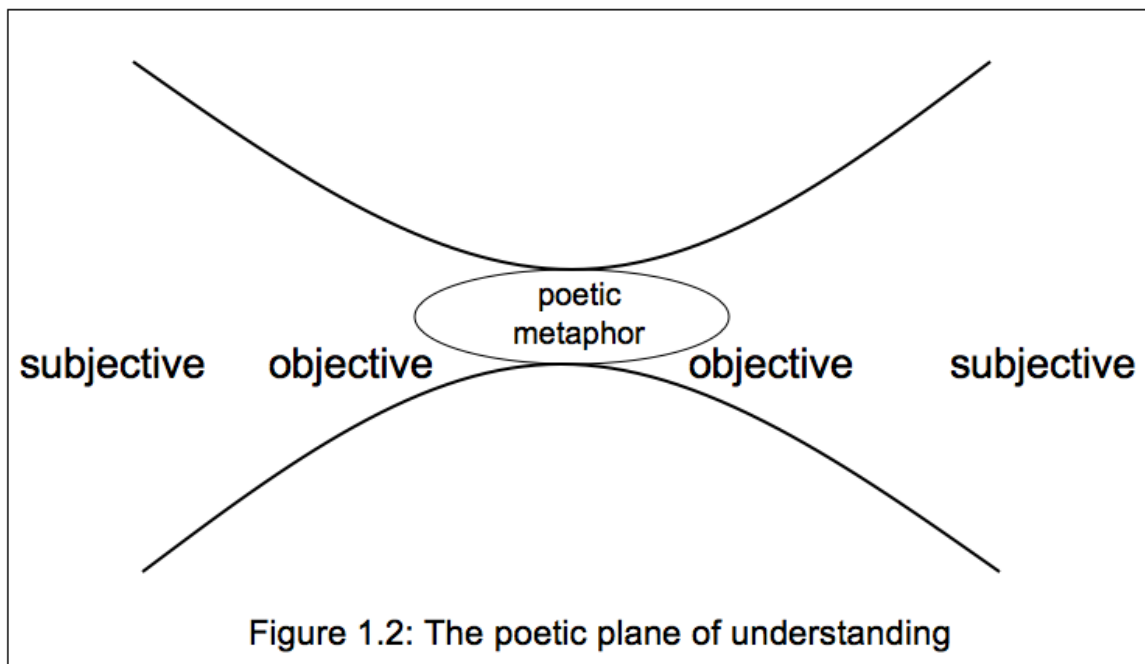 poetic
metaphor
subjective objective objective subjective
Figure 1.2: The poetic plane of understanding